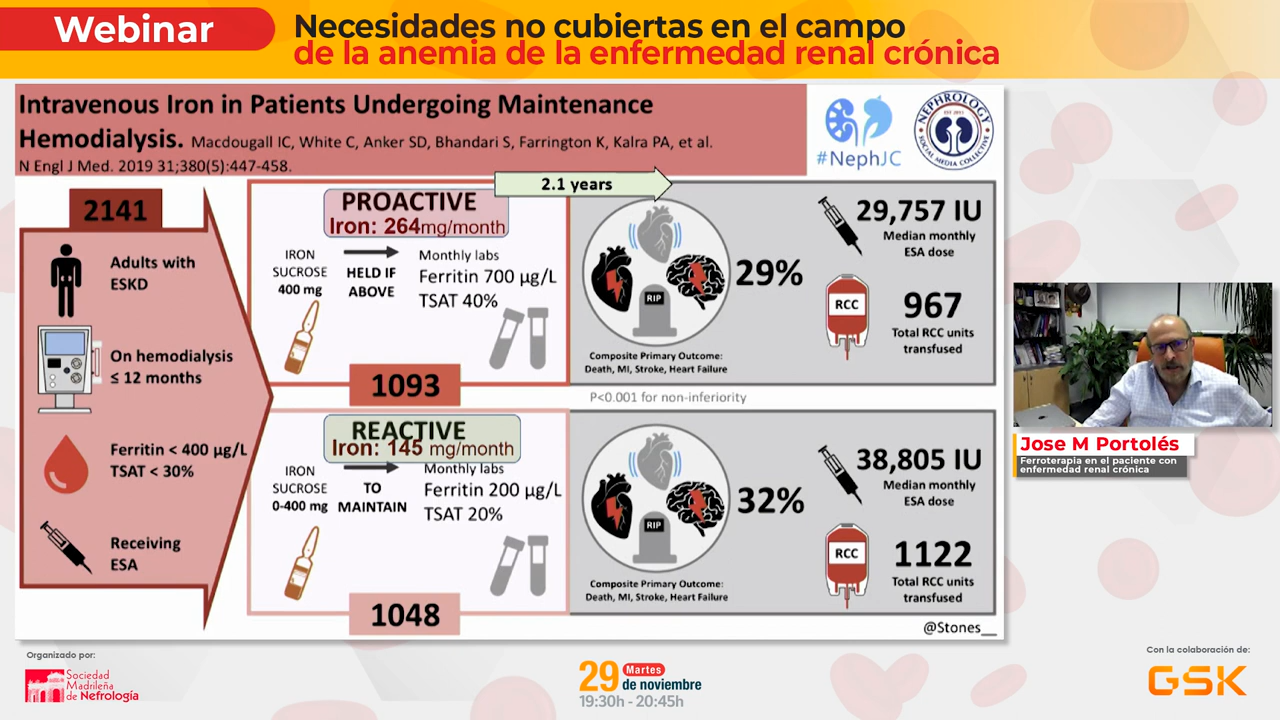 Webinar
Necesidades no cubiertas en el campo
de la anemia de la enfermedad renal crónica
Intravenous Iron in Patients Undergoing Maintenance
Hemodialysis. Macdougall IC, White C, Anker SD, Bhandari S, Farrington K, Kalra PA, et al.
N Engl J Med. 2019 31;380(5):447-458.
#NephJC
NEPHROLOGY
SOCIAL MEDIA COLLECTIVE
2.1 years
2141
Adults with
ESKD
On hemodialysis
≤ 12 months
Ferritin < 400 µg/L
TSAT < 30%
Receiving
ESA
PROACTIVE
Iron: 264mg/month
IRON
SUCROSE
400 mg
HELD IF
ABOVE
Monthly labs
Ferritin 700 µg/L
TSAT 40%
1093
RIP
29%
Composite Primary Outcome:
Death, MI, Stroke, Heart Failure
29,757 IU
Median monthly
ESA dose
RCC
967
Total RCC units
transfused
P<0.001 for non-inferiority
REACTIVE
Iron: 145 mg/month
IRON
SUCROSE
0-400 mg
TO
MAINTAIN
Monthly labs
Ferritin 200 µg/L
TSAT 20%
1048
RIP
32%
Composite Primary Outcome:
Death, MI, Stroke, Heart Failure
38,805 IU
Median monthly
ESA dose
RCC
1122
Total RCC units
transfused
@Stones__
Jose M Portolés
Ferroterapia en el paciente con
enfermedad renal crónica
Organizado por:
Sociedad
Madrileña
de Nefrología
29 Martes
de noviembre
19:30h - 20:45h
Con la colaboración de:
GSK